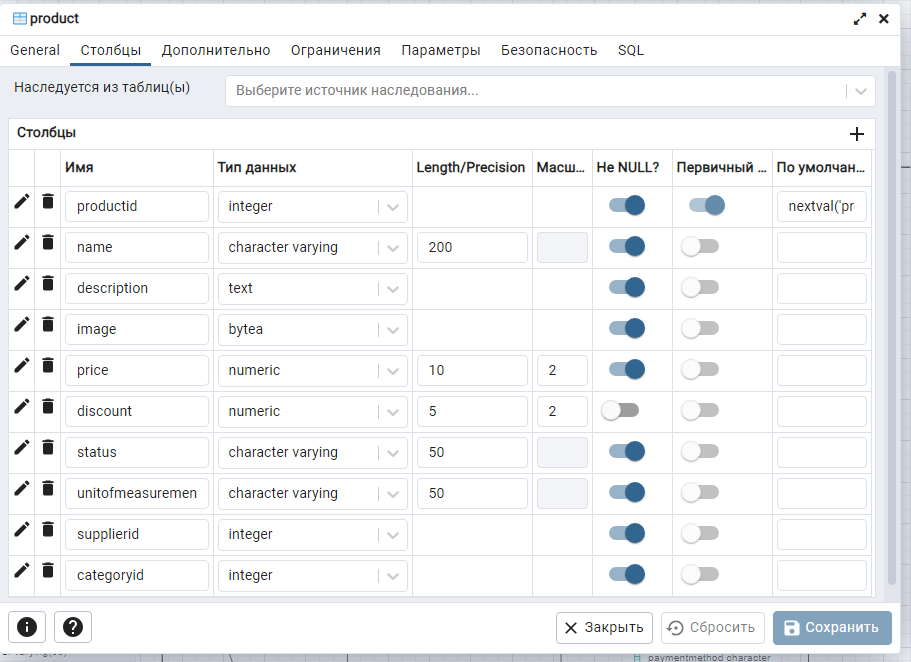 product
General Столбцы Дополнительно Ограничения Параметры Безопасность SQL
Наследуется из таблиц(ы) Выберите источник наследования...
Столбцы
Имя Тип данных Length/Precision Масш... Не NULL? Первичный ... По умолчан...
productid integer nextval('pr
name character varying 200
description text
image bytea
price numeric 10 2
discount numeric 5 2
status character varying 50
unitofmeasuremen character varying 50
supplierid integer
categoryid integer
Закрыть Сбросить Сохранить
paymentmethod character